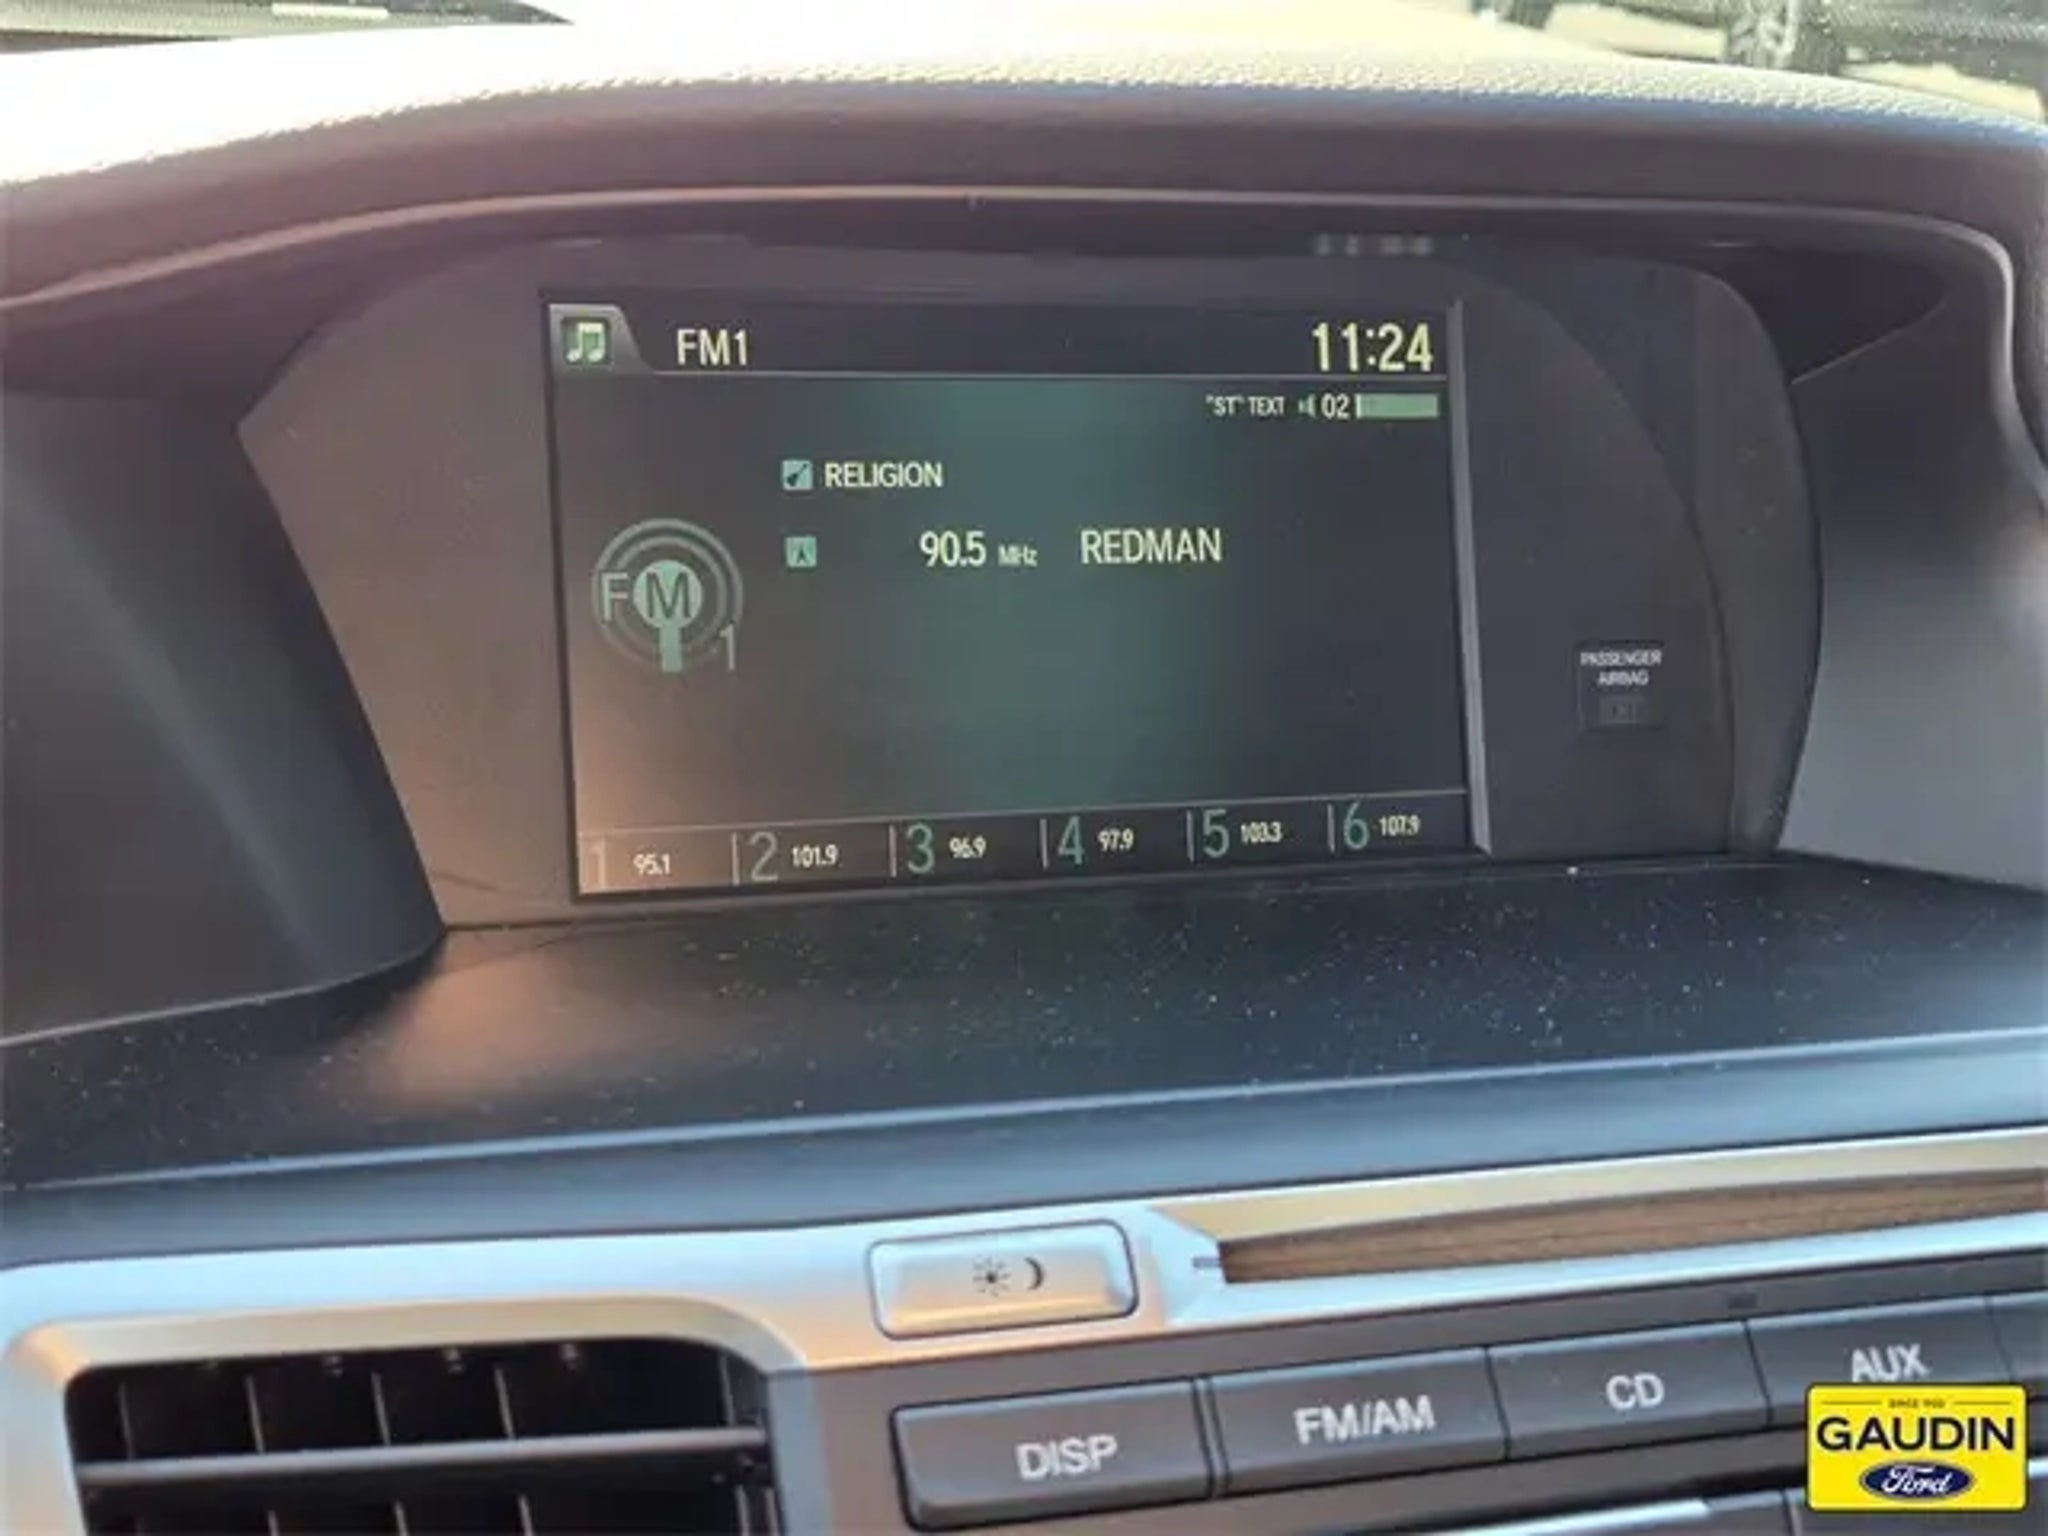 FM1 11:24
"ST" TEXT 02
RELIGION
90.5 MHz REDMAN
FM
1
1 95.1 2 101.9 3 96.9 4 97.9 5 103.3 6 107.9
PASSENGER
AIRBAG
DISP FM/AM CD AUX
SINCE 1922
GAUDIN
Ford